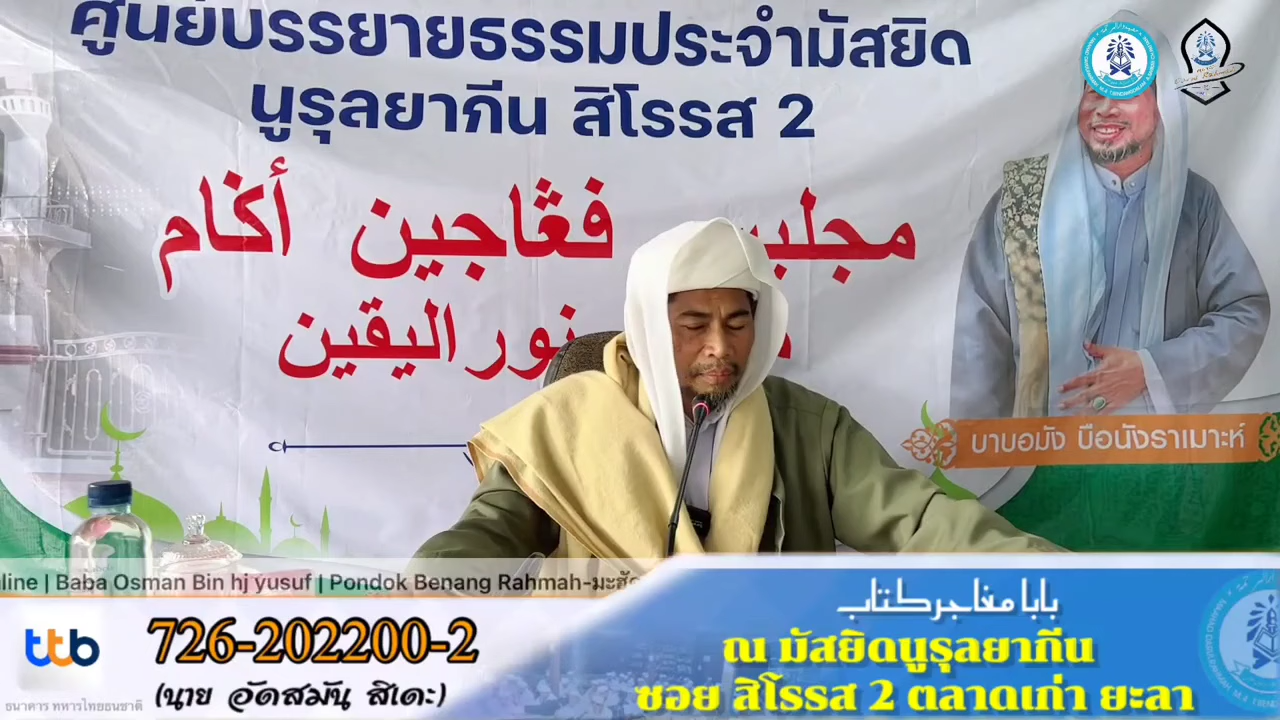 ศูนย์บรรยายธรรมประจำมัสยิด
นูรุลยากีน สิโรรส 2
فڠاجين أݢام
نور اليقين
บาบอมัง บือนังราเมาะห์
line | Baba Osman Bin hj yusuf | Pondok Benang Rahmah-มะฮัด
ttb
726-202200-2
(นาย อัดสมัน สิเดะ)
ธนาคาร ทหารไทยธนชาติ
بابا مڠاجر كتاب
ณ มัสยิดนูรุลยากีน
ซอย สิโรรส 2 ตลาดเก่า ยะลา